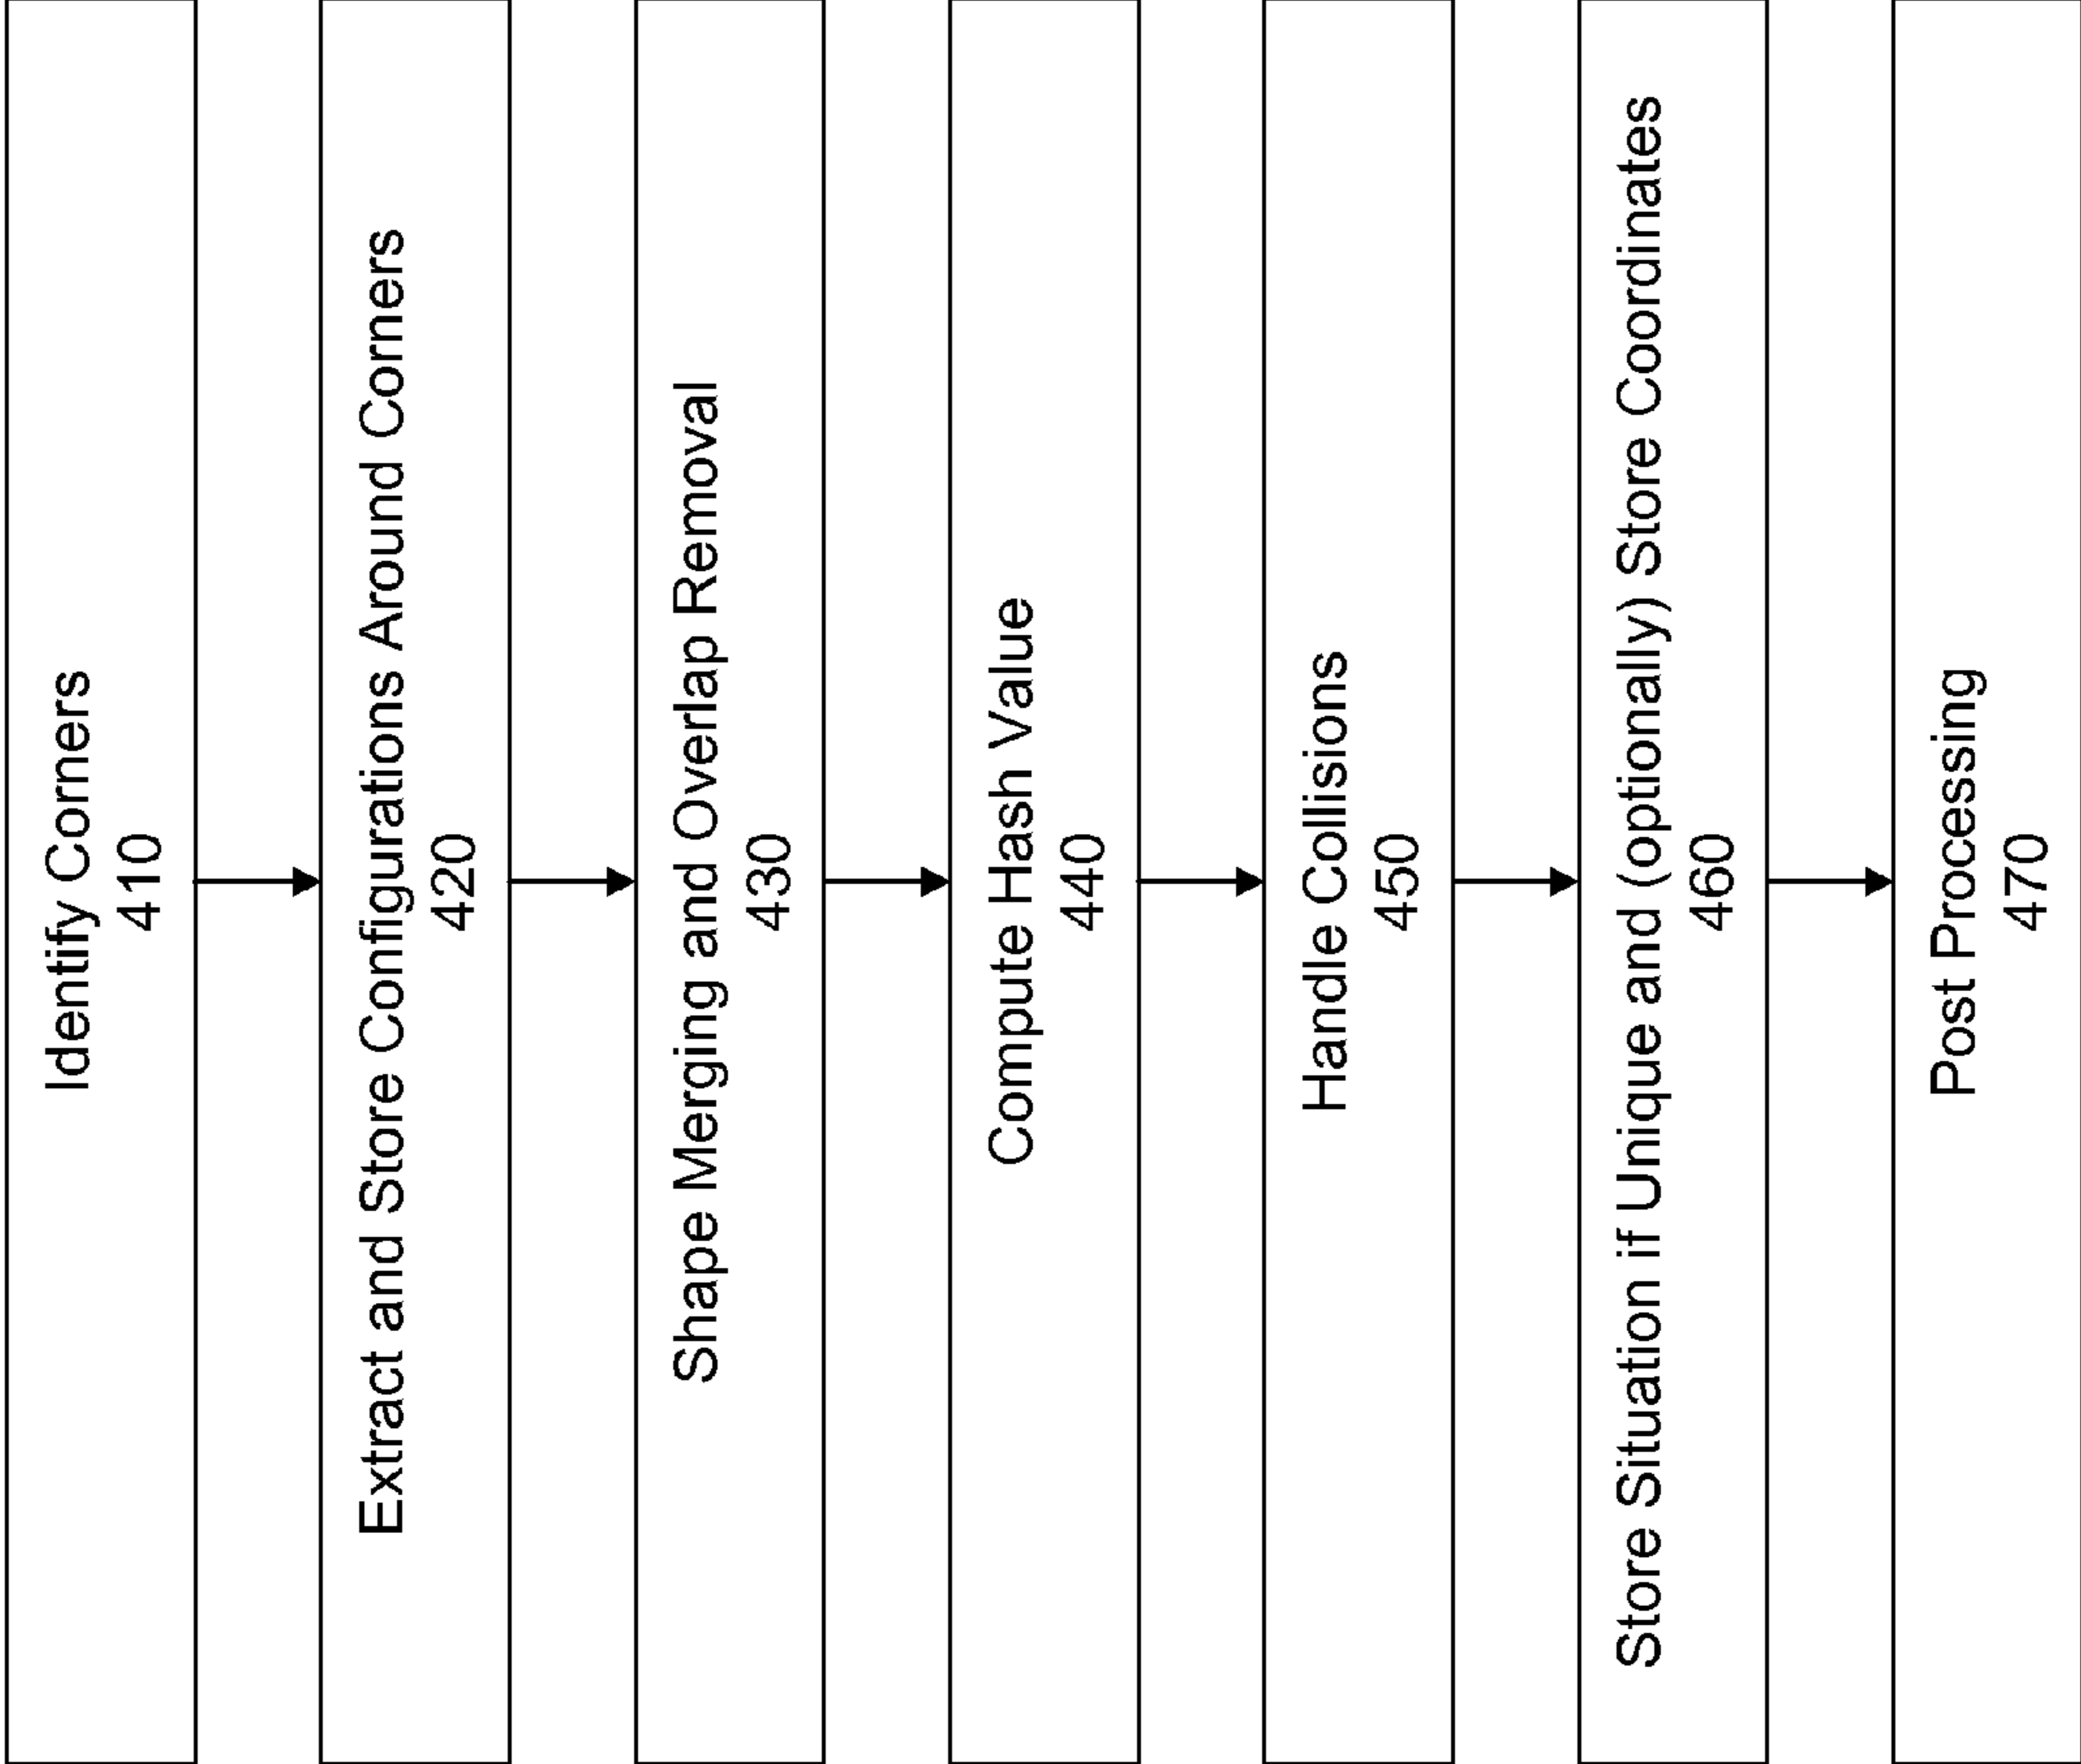 Identify Corners
410
Extract and Store Configurations Around Corners
420
Shape Merging and Overlap Removal
430
Compute Hash Value
440
Handle Collisions
450
Store Situation if Unique and (optionally) Store Coordinates
460
Post Processing
470